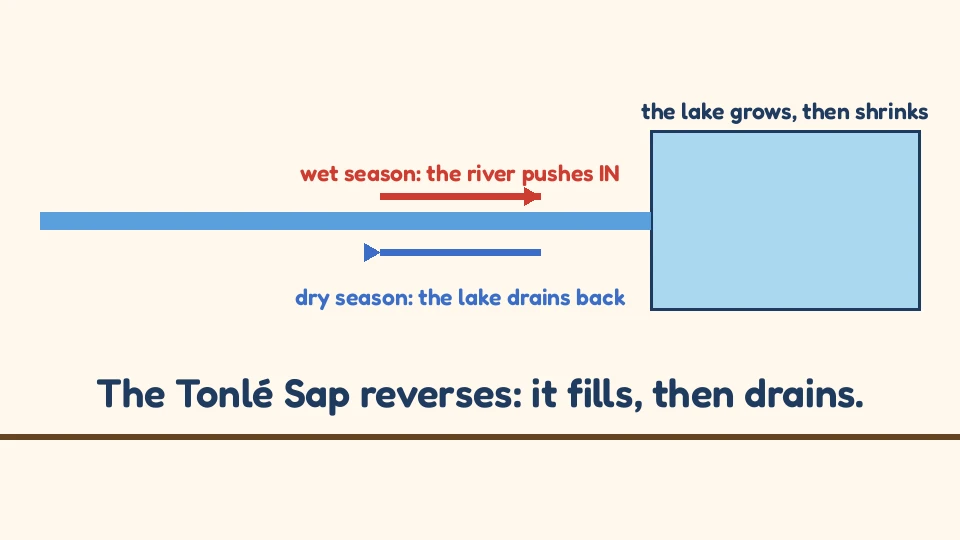 the lake grows, then shrinks
wet season: the river pushes IN
dry season: the lake drains back
The Tonlé Sap reverses: it fills, then drains.